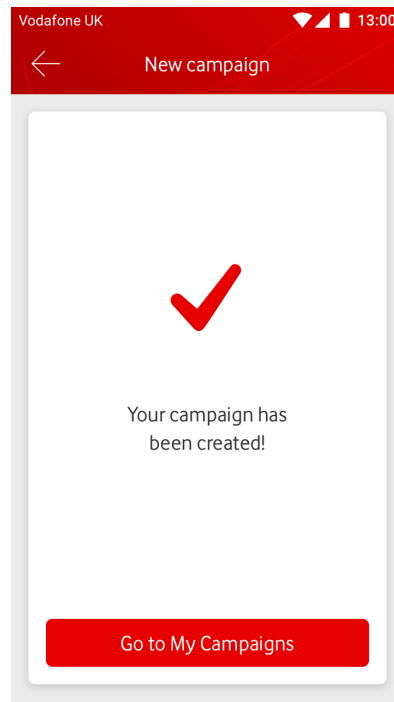 Vodafone UK 13:00
New campaign
Your campaign has
been created!
Go to My Campaigns